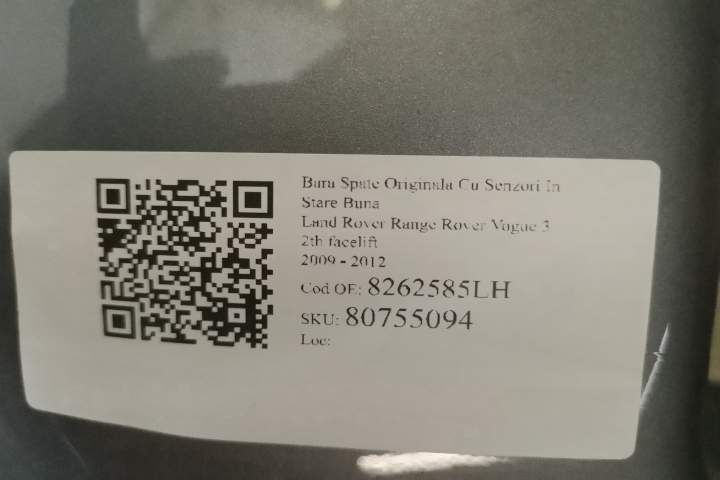 Bara Spate Originala Cu Senzori In
Stare Buna
Land Rover Range Rover Vogue 3
2th facelift
2009 - 2012
Cod OE: 8262585LH
SKU: 80755094
Loc: